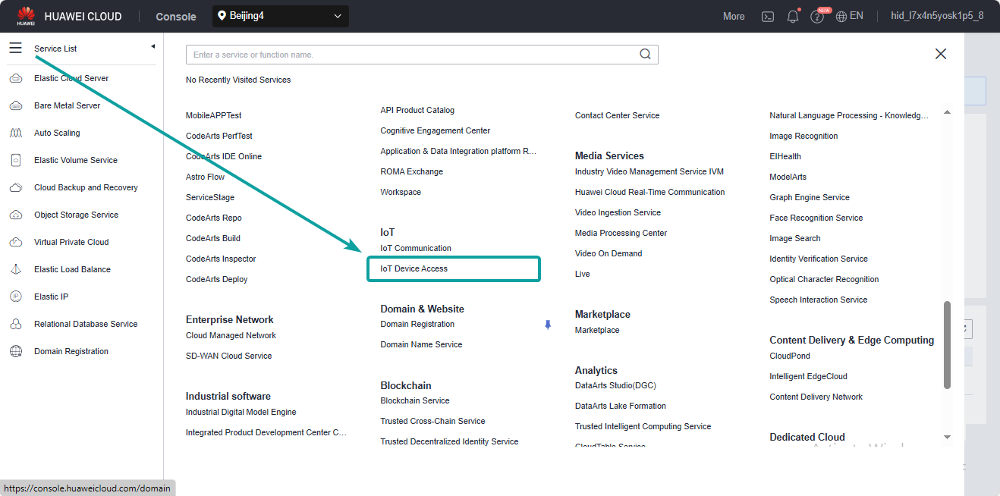 HUAWEI
HUAWEI CLOUD
Console
Beijing4
More
NEW
EN
hid_l7x4n5yosk1p5_8
Service List
Elastic Cloud Server
Bare Metal Server
Auto Scaling
Elastic Volume Service
Cloud Backup and Recovery
Object Storage Service
Virtual Private Cloud
Elastic Load Balance
Elastic IP
Relational Database Service
Domain Registration
Enter a service or function name.
No Recently Visited Services
MobileAPPTest
CodeArts PerfTest
CodeArts IDE Online
Astro Flow
ServiceStage
CodeArts Repo
CodeArts Build
CodeArts Inspector
CodeArts Deploy
Enterprise Network
Cloud Managed Network
SD-WAN Cloud Service
Industrial software
Industrial Digital Model Engine
Integrated Product Development Center C...
API Product Catalog
Cognitive Engagement Center
Application & Data Integration platform R...
ROMA Exchange
Workspace
IoT
IoT Communication
IoT Device Access
Domain & Website
Domain Registration
Domain Name Service
Blockchain
Blockchain Service
Trusted Cross-Chain Service
Trusted Decentralized Identity Service
Contact Center Service
Media Services
Industry Video Management Service IVM
Huawei Cloud Real-Time Communication
Video Ingestion Service
Media Processing Center
Video On Demand
Live
Marketplace
Marketplace
Analytics
DataArts Studio(DGC)
DataArts Lake Formation
Trusted Intelligent Computing Service
CloudTable Service
Natural Language Processing - Knowledg...
Image Recognition
EIHealth
ModelArts
Graph Engine Service
Face Recognition Service
Image Search
Identity Verification Service
Optical Character Recognition
Speech Interaction Service
Content Delivery & Edge Computing
CloudPond
Intelligent EdgeCloud
Content Delivery Network
Dedicated Cloud
https://console.huaweicloud.com/domain